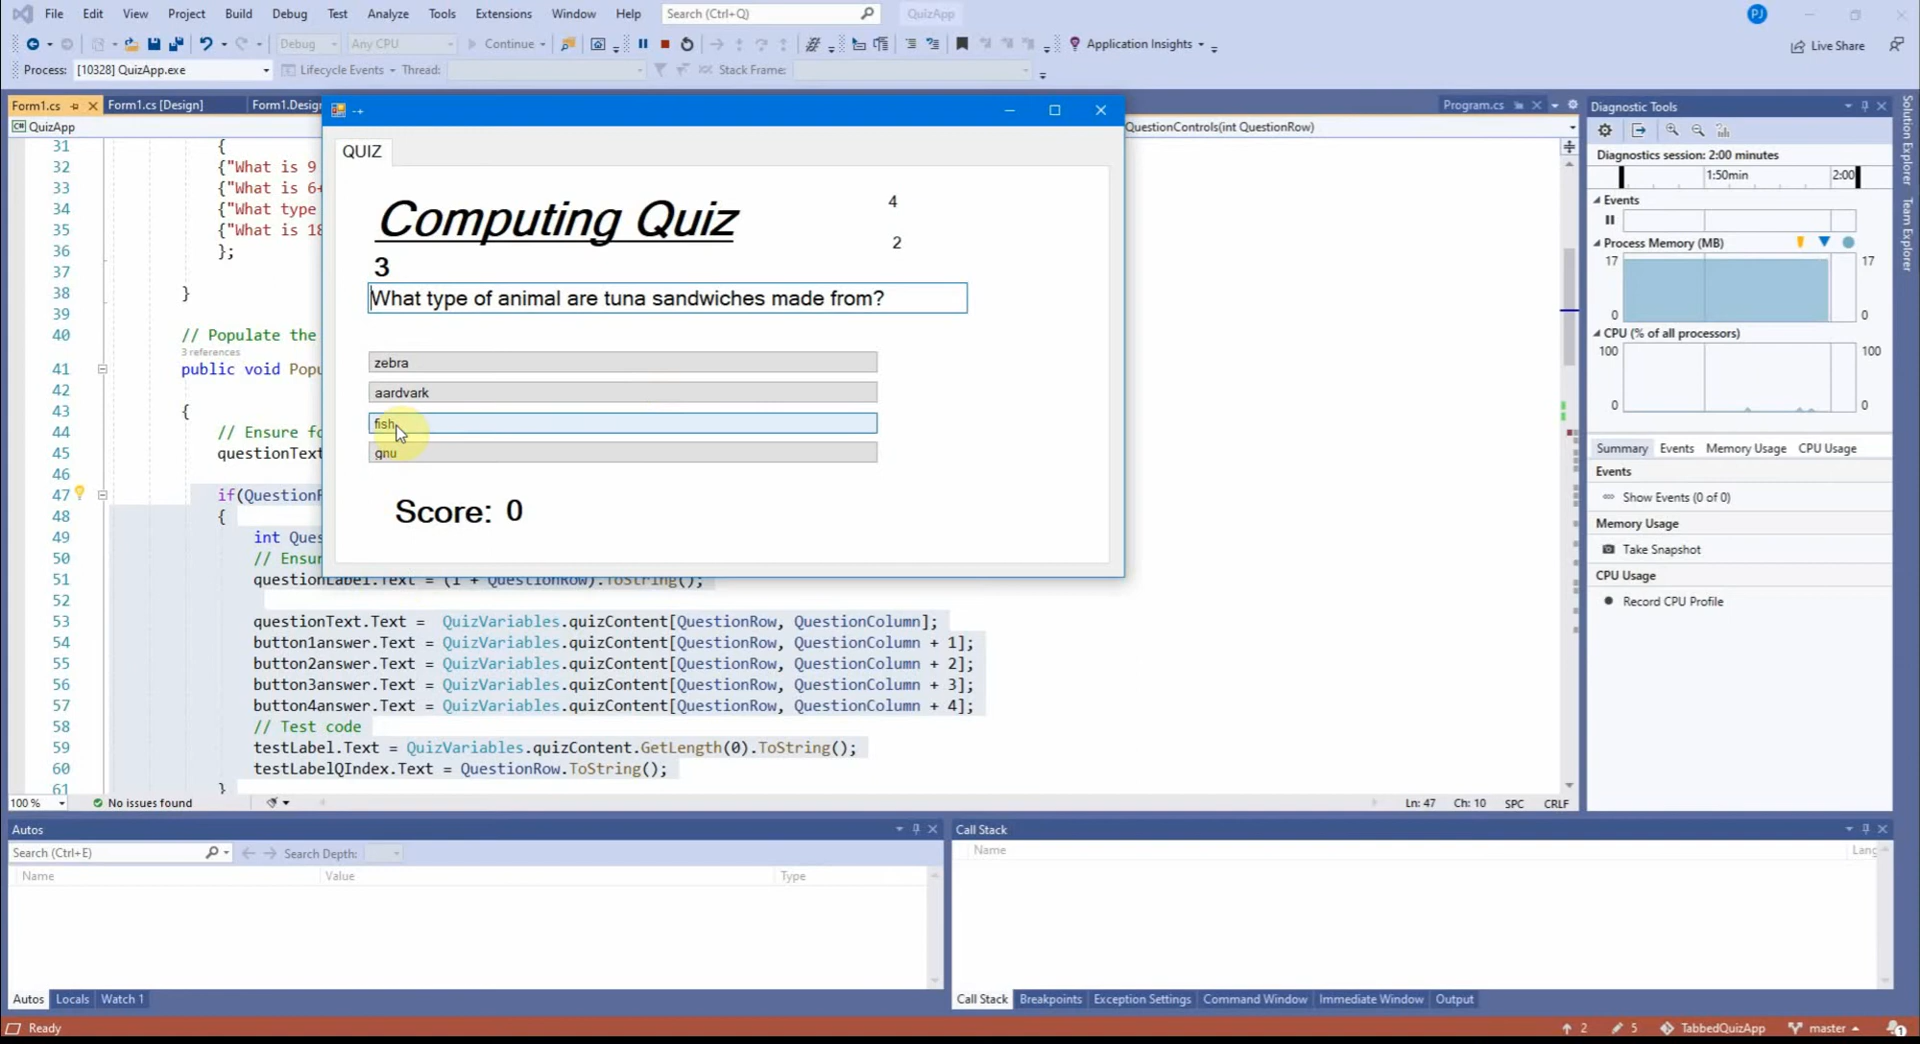 File Edit View Project Build Debug Test Analyze Tools Extensions Window Help Search (Ctrl+Q) QuizApp PJ
Debug Any CPU Continue Application Insights Live Share
Process: [10328] QuizApp.exe Lifecycle Events Thread: Stack Frame:
Form1.cs Form1.cs [Design] Form1.Design Program.cs
QuizApp QuestionControls(int QuestionRow)
31 {
32 {"What is 9
33 {"What is 6+
34 {"What type
35 {"What is 18
36 };
37
38 }
39
40 // Populate the
3 references
41 public void Popu
42
43 {
44 // Ensure fo
45 questionText
46
47 if(QuestionR
48 {
49 int Ques
50 // Ensur
51 questionLabel.Text = (1 + QuestionRow).ToString();
52
53 questionText.Text = QuizVariables.quizContent[QuestionRow, QuestionColumn];
54 button1answer.Text = QuizVariables.quizContent[QuestionRow, QuestionColumn + 1];
55 button2answer.Text = QuizVariables.quizContent[QuestionRow, QuestionColumn + 2];
56 button3answer.Text = QuizVariables.quizContent[QuestionRow, QuestionColumn + 3];
57 button4answer.Text = QuizVariables.quizContent[QuestionRow, QuestionColumn + 4];
58 // Test code
59 testLabel.Text = QuizVariables.quizContent.GetLength(0).ToString();
60 testLabelQIndex.Text = QuestionRow.ToString();
61 }
QUIZ
Computing Quiz
4
2
3
What type of animal are tuna sandwiches made from?
zebra
aardvark
fish
gnu
Score: 0
100 % No issues found Ln: 47 Ch: 10 SPC CRLF
Diagnostic Tools
Diagnostics session: 2:00 minutes
1:50min 2:00
Events
Process Memory (MB)
17 17
0 0
CPU (% of all processors)
100 100
0 0
Summary Events Memory Usage CPU Usage
Events
Show Events (0 of 0)
Memory Usage
Take Snapshot
CPU Usage
Record CPU Profile
Solution Explorer
Team Explorer
Autos
Search (Ctrl+E) Search Depth:
Name Value Type
Autos Locals Watch 1
Call Stack
Name Lang
Call Stack Breakpoints Exception Settings Command Window Immediate Window Output
Ready 2 5 TabbedQuizApp master 1